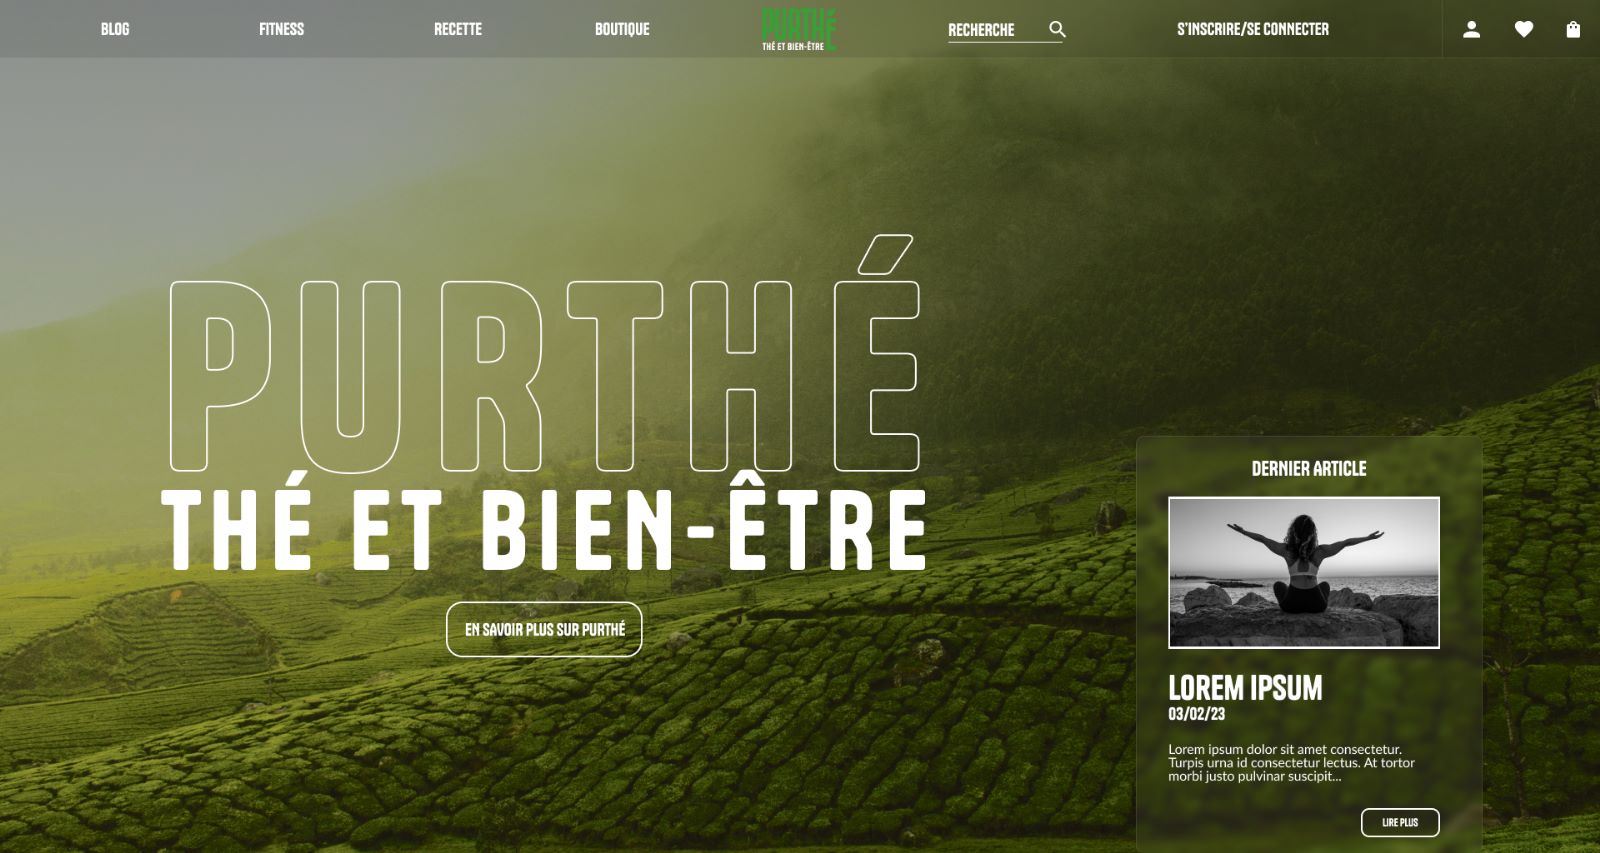 BLOG
FITNESS
RECETTE
BOUTIQUE
PURTHÉ
THÉ ET BIEN-ÊTRE
RECHERCHE
S'INSCRIRE/SE CONNECTER
PURTHÉ
THÉ ET BIEN-ÊTRE
EN SAVOIR PLUS SUR PURTHÉ
DERNIER ARTICLE
LOREM IPSUM
03/02/23
Lorem ipsum dolor sit amet consectetur.
Turpis urna id consectetur lectus. At tortor
morbi justo pulvinar suscipit...
LIRE PLUS